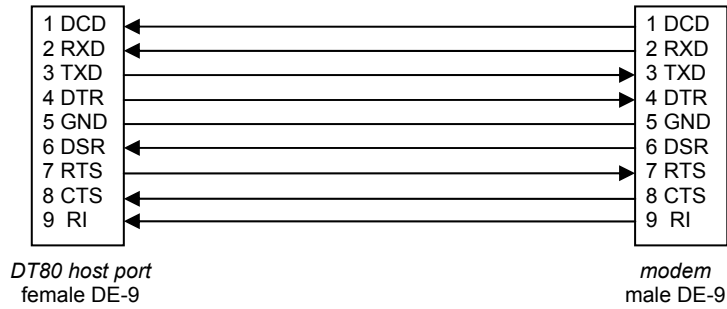 1 DCD 1 DCD
2 RXD 2 RXD
3 TXD 3 TXD
4 DTR 4 DTR
5 GND 5 GND
6 DSR 6 DSR
7 RTS 7 RTS
8 CTS 8 CTS
9 RI 9 RI
DT80 host port modem
female DE-9 male DE-9